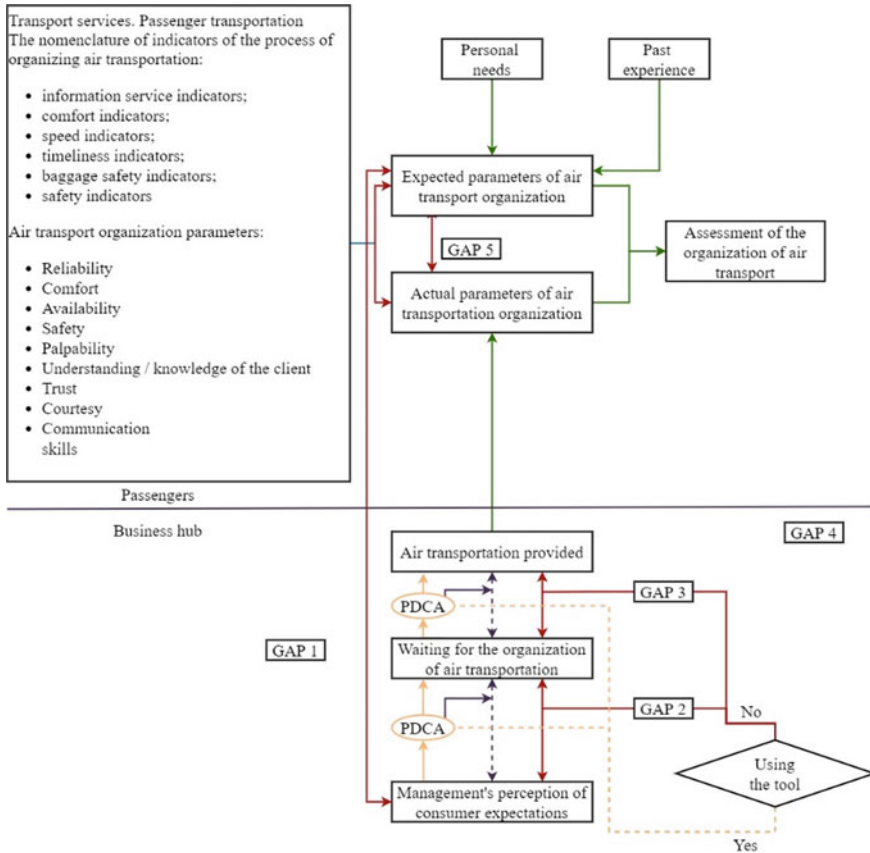 Transport services. Passenger transportation
The nomenclature of indicators of the process of
organizing air transportation:
• information service indicators;
• comfort indicators;
• speed indicators;
• timeliness indicators;
• baggage safety indicators;
• safety indicators
Air transport organization parameters:
• Reliability
• Comfort
• Availability
• Safety
• Palpability
• Understanding / knowledge of the client
• Trust
• Courtesy
• Communication
skills
Personal
needs
Past
experience
Expected parameters of air
transport organization
GAP 5
Assessment of the
organization of air
transport
Actual parameters of air
transportation organization
Passengers
Business hub
GAP 4
Air transportation provided
PDCA
GAP 3
GAP 1
Waiting for the organization
of air transportation
PDCA
GAP 2
No
Using
the tool
Management's perception of
consumer expectations
Yes